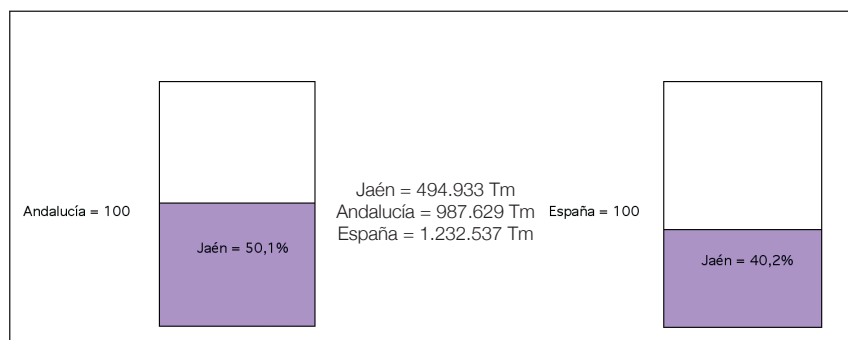 Andalucía = 100
Jaén = 50,1%
Jaén = 494.933 Tm
Andalucía = 987.629 Tm
España = 1.232.537 Tm
España = 100
Jaén = 40,2%